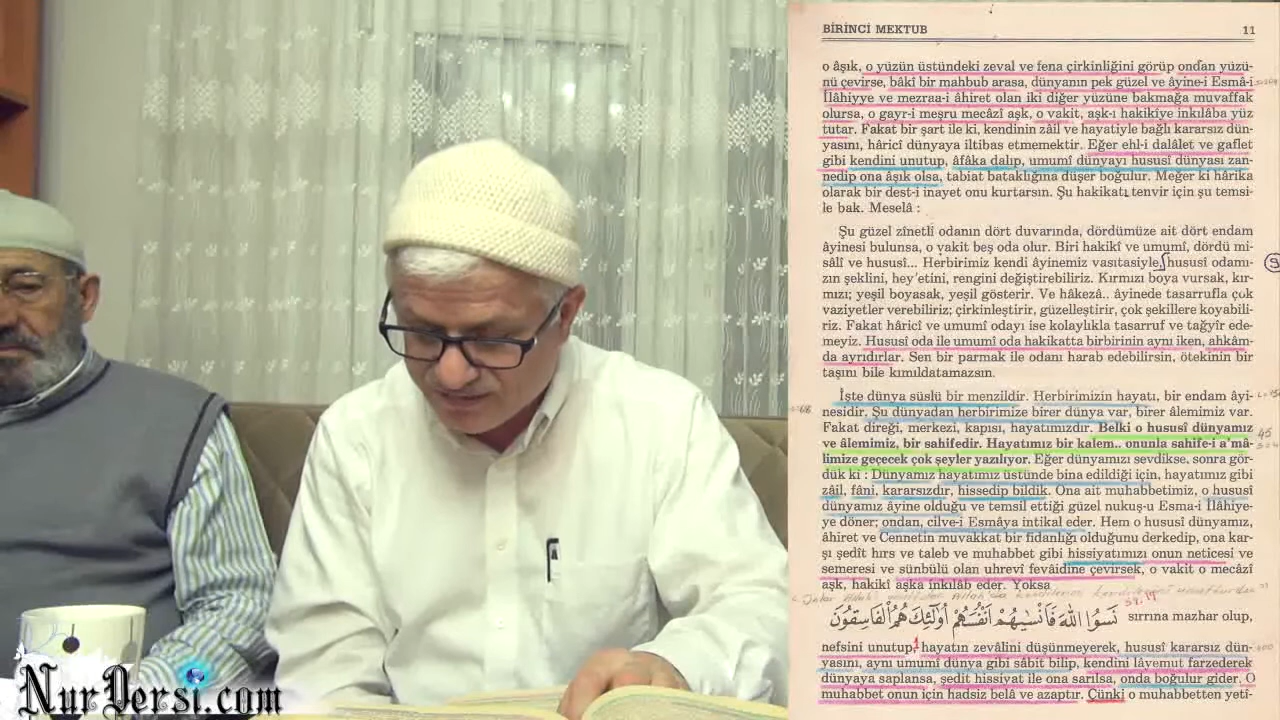 BİRİNCİ MEKTUB 11
o âşık, o yüzün üstündeki zeval ve fena çirkinliğini görüp ondan yüzü-
nü çevirse, bâkî bir mahbub arasa, dünyanın pek güzel ve âyine-i Esmâ-i
İlâhiyye ve mezraa-i âhiret olan iki diğer yüzüne bakmağa muvaffak
olursa, o gayr-i meşru mecâzî aşk, o vakit, aşk-ı hakikîye inkılâba yüz
tutar. Fakat bir şart ile ki, kendinin zâil ve hayatiyle bağlı kararsız dün-
yasını, hâricî dünyaya iltibas etmemektir. Eğer ehl-i dalâlet ve gaflet
gibi kendini unutup, âfâka dalıp, umumî dünyayı hususî dünyası zan-
nedip ona âşık olsa, tabiat bataklığına düşer boğulur. Meğer ki hârika
olarak bir dest-i inayet onu kurtarsın. Şu hakikatı tenvir için şu temsi-
le bak. Meselâ :
Şu güzel zînetli odanın dört duvarında, dördümüze ait dört endam
âyinesi bulunsa, o vakit beş oda olur. Biri hakikî ve umumî, dördü mi-
sâlî ve hususî... Herbirimiz kendi âyinemiz vasıtasiyle, hususî odamı-
zın şeklini, hey'etini, rengini değiştirebiliriz. Kırmızı boya vursak, kır-
mızı; yeşil boyasak, yeşil gösterir. Ve hâkezâ.. âyinede tasarrufla çok
vaziyetler verebiliriz; çirkinleştirir, güzelleştirir, çok şekillere koyabili-
riz. Fakat hâricî ve umumî odayı ise kolaylıkla tasarruf ve tağyîr ede-
meyiz. Hususî oda ile umumî oda hakikatta birbirinin aynı iken, ahkâm-
da ayrıdırlar. Sen bir parmak ile odanı harab edebilirsin, ötekinin bir
taşını bile kımıldatamazsın.
İşte dünya süslü bir menzildir. Herbirimizin hayatı, bir endam âyi-
nesidir. Şu dünyadan herbirimize birer dünya var, birer âlemimiz var.
Fakat direği, merkezi, kapısı, hayatımızdır. Belki o hususî dünyamız
ve âlemimiz, bir sahifedir. Hayatımız bir kalem.. onunla sahife-i a'mâ-
limize geçecek çok şeyler yazılıyor. Eğer dünyamızı sevdikse, sonra gör-
dük ki : Dünyamız hayatımız üstünde bina edildiği için, hayatımız gibi
zâil, fâni, kararsızdır, hissedip bildik. Ona ait muhabbetimiz, o hususî
dünyamız âyine olduğu ve temsil ettiği güzel nukuş-u Esma-i İlâhiye-
ye döner; ondan, cilve-i Esmâya intikal eder. Hem o hususî dünyamız,
âhiret ve Cennetin muvakkat bir fidanlığı olduğunu derkedip, ona kar-
şı şedît hırs ve taleb ve muhabbet gibi hissiyatımızı onun neticesi ve
semeresi ve sünbülü olan uhrevî fevâidine çevirsek, o vakit o mecâzî
aşk, hakikî aşka inkılâb eder. Yoksa
نَسُوا اللّٰهَ فَاَنْسٰيهُمْ اَنْفُسَهُمْ اُولٰٓئِكَ هُمُ الْفَاسِقُونَ sırrına mazhar olup,
nefsini unutup, hayatın zevâlini düşünmeyerek, hususî kararsız dün-
yasını, aynı umumî dünya gibi sâbit bilip, kendini lâyemut farzederek
dünyaya saplansa, şedit hissiyat ile ona sarılsa, onda boğulur gider. O
muhabbet onun için hadsiz belâ ve azaptır. Çünki o muhabbetten yetî-
NurDersi.com